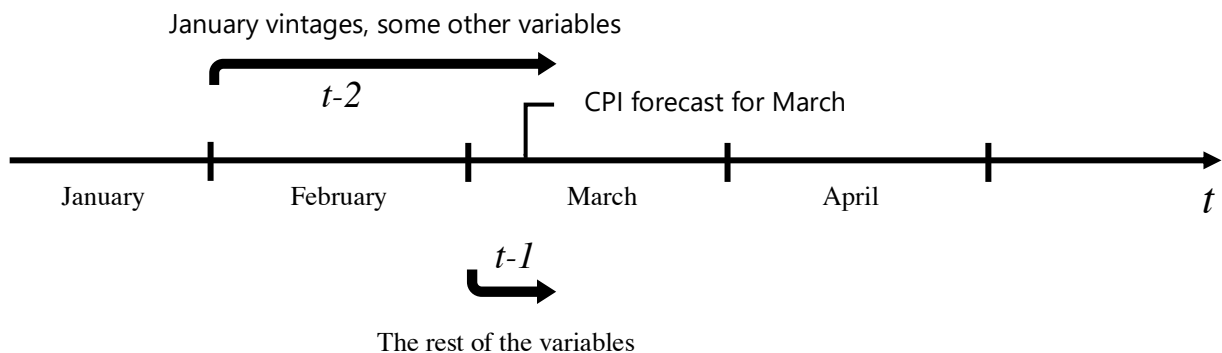 January vintages, some other variables
t-2
CPI forecast for March
January
February
March
April
t
t-1
The rest of the variables